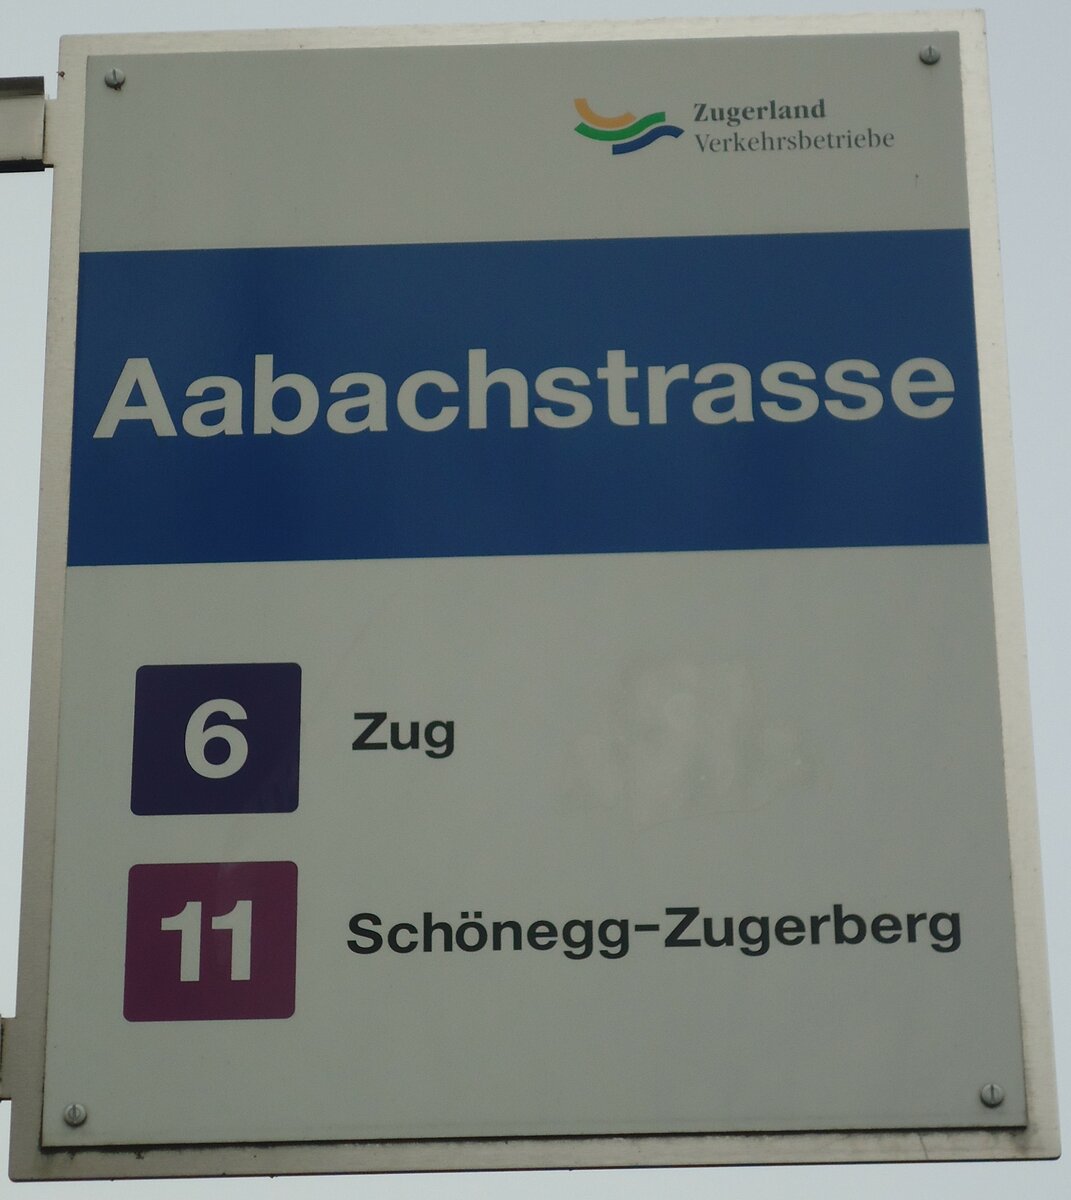 Zugerland
Verkehrsbetriebe
Aabachstrasse
6 Zug
11 Schönegg-Zugerberg